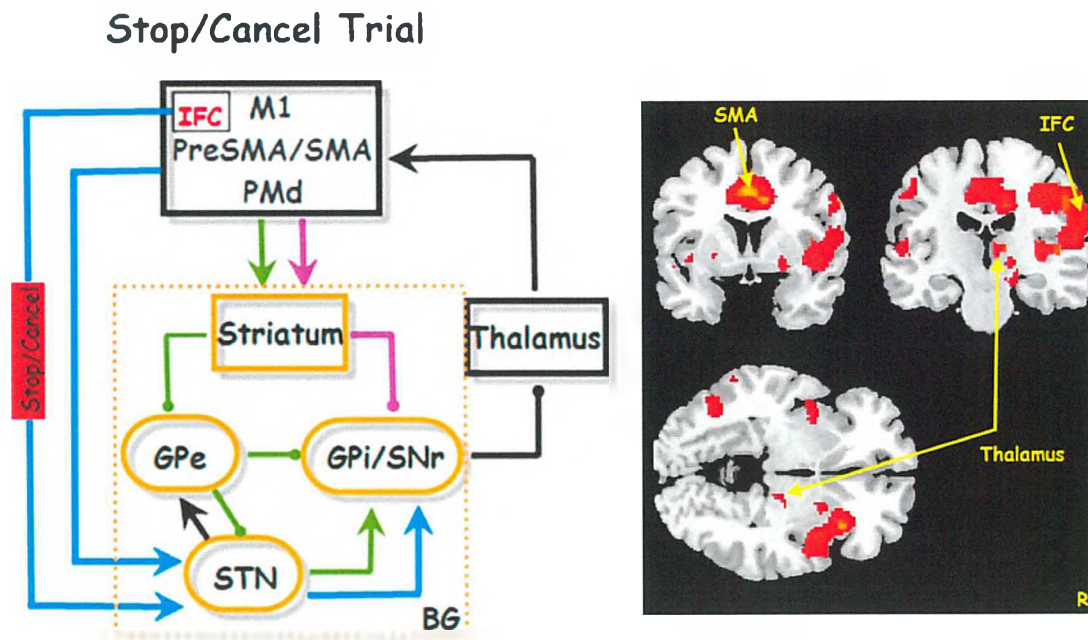 Stop/Cancel Trial
IFC M1
PreSMA/SMA
PMd
Stop/Cancel
Striatum
Thalamus
GPe
GPi/SNr
STN
BG
SMA
IFC
Thalamus
R